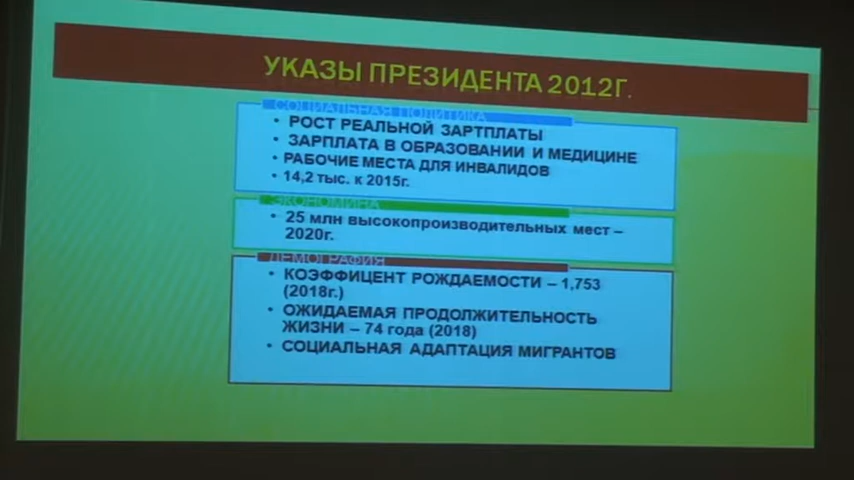 УКАЗЫ ПРЕЗИДЕНТА 2012Г.
СОЦИАЛЬНАЯ ПОЛИТИКА
• РОСТ РЕАЛЬНОЙ ЗАРТПЛАТЫ
• ЗАРПЛАТА В ОБРАЗОВАНИИ И МЕДИЦИНЕ
• РАБОЧИЕ МЕСТА ДЛЯ ИНВАЛИДОВ
• 14,2 тыс. к 2015г.
ЭКОНОМИКА
• 25 млн высокопроизводительных мест –
2020г.
ДЕМОГРАФИЯ
• КОЭФФИЦЕНТ РОЖДАЕМОСТИ – 1,753
(2018г.)
• ОЖИДАЕМАЯ ПРОДОЛЖИТЕЛЬНОСТЬ
ЖИЗНИ – 74 года (2018)
• СОЦИАЛЬНАЯ АДАПТАЦИЯ МИГРАНТОВ